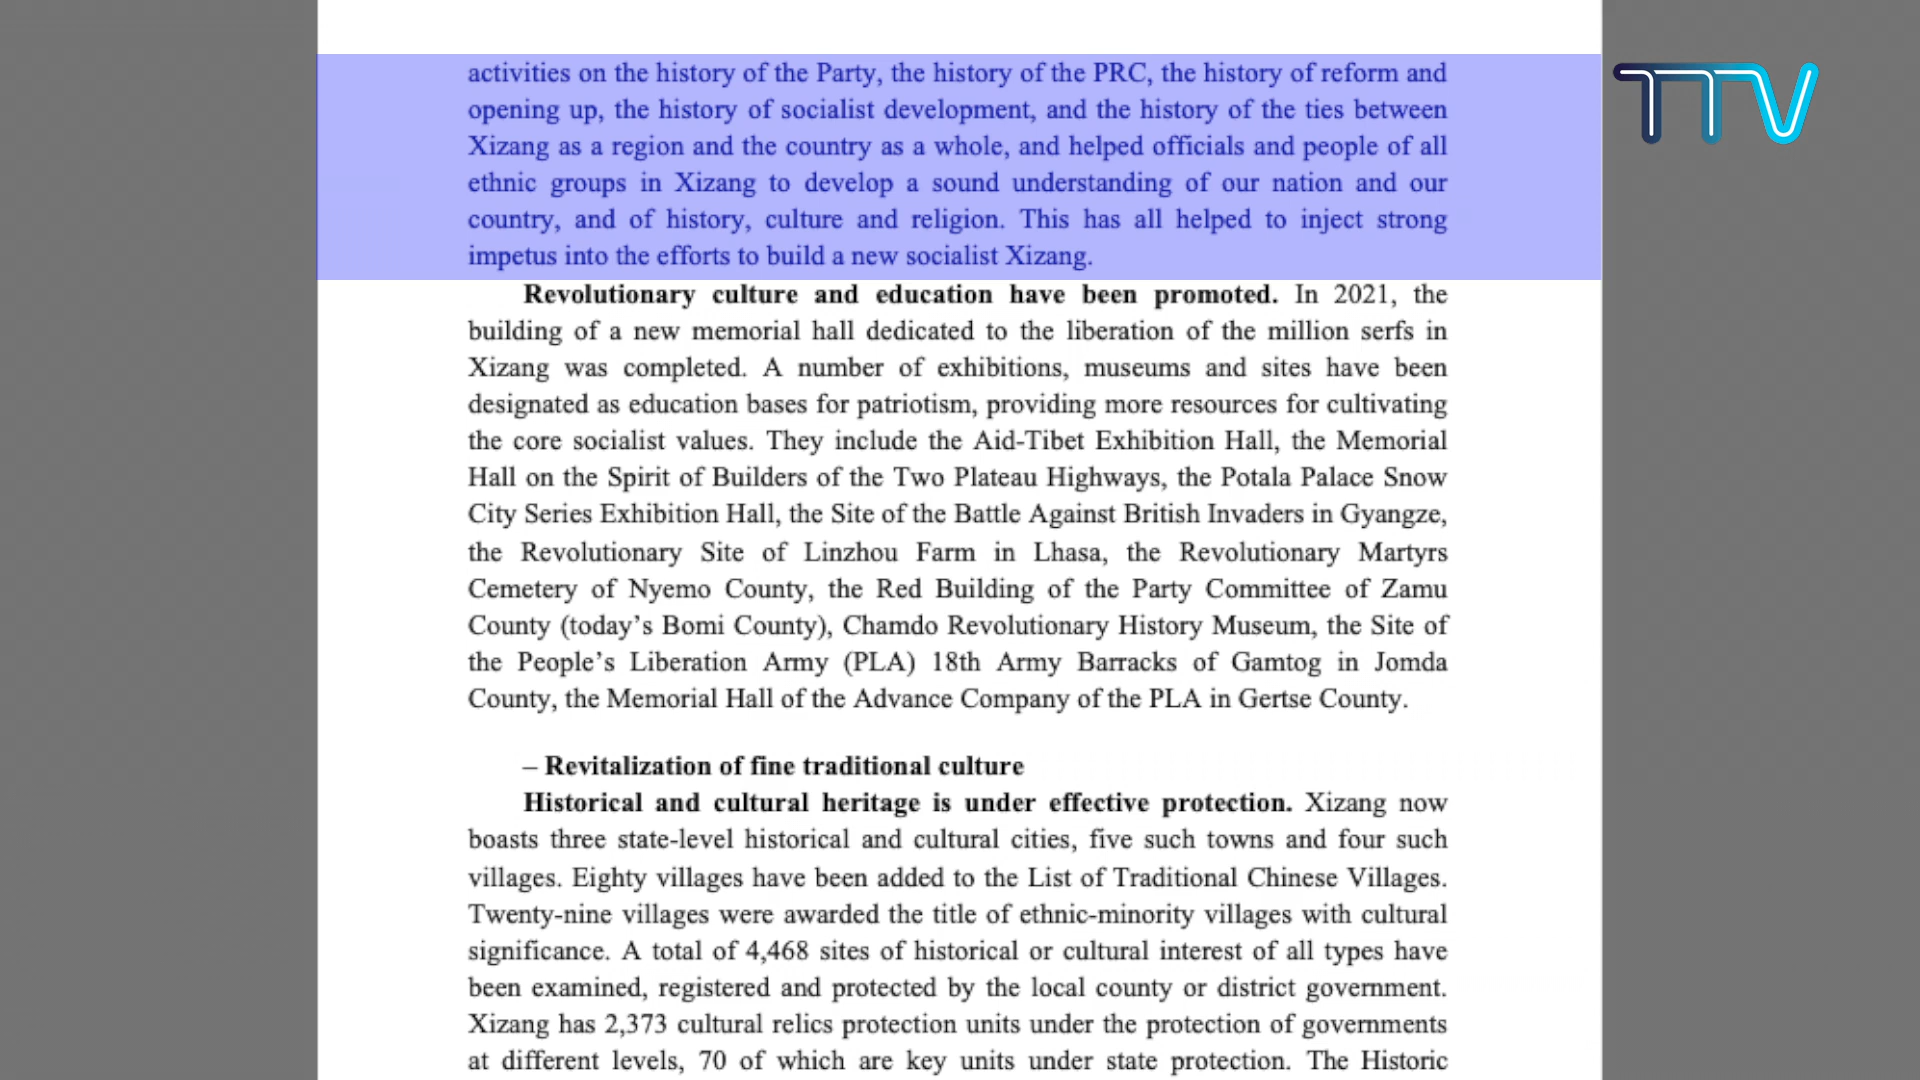 activities on the history of the Party, the history of the PRC, the history of reform and
opening up, the history of socialist development, and the history of the ties between
Xizang as a region and the country as a whole, and helped officials and people of all
ethnic groups in Xizang to develop a sound understanding of our nation and our
country, and of history, culture and religion. This has all helped to inject strong
impetus into the efforts to build a new socialist Xizang.
Revolutionary culture and education have been promoted. In 2021, the
building of a new memorial hall dedicated to the liberation of the million serfs in
Xizang was completed. A number of exhibitions, museums and sites have been
designated as education bases for patriotism, providing more resources for cultivating
the core socialist values. They include the Aid-Tibet Exhibition Hall, the Memorial
Hall on the Spirit of Builders of the Two Plateau Highways, the Potala Palace Snow
City Series Exhibition Hall, the Site of the Battle Against British Invaders in Gyangze,
the Revolutionary Site of Linzhou Farm in Lhasa, the Revolutionary Martyrs
Cemetery of Nyemo County, the Red Building of the Party Committee of Zamu
County (today’s Bomi County), Chamdo Revolutionary History Museum, the Site of
the People’s Liberation Army (PLA) 18th Army Barracks of Gamtog in Jomda
County, the Memorial Hall of the Advance Company of the PLA in Gertse County.
– Revitalization of fine traditional culture
Historical and cultural heritage is under effective protection. Xizang now
boasts three state-level historical and cultural cities, five such towns and four such
villages. Eighty villages have been added to the List of Traditional Chinese Villages.
Twenty-nine villages were awarded the title of ethnic-minority villages with cultural
significance. A total of 4,468 sites of historical or cultural interest of all types have
been examined, registered and protected by the local county or district government.
Xizang has 2,373 cultural relics protection units under the protection of governments
at different levels, 70 of which are key units under state protection. The Historic
TTV